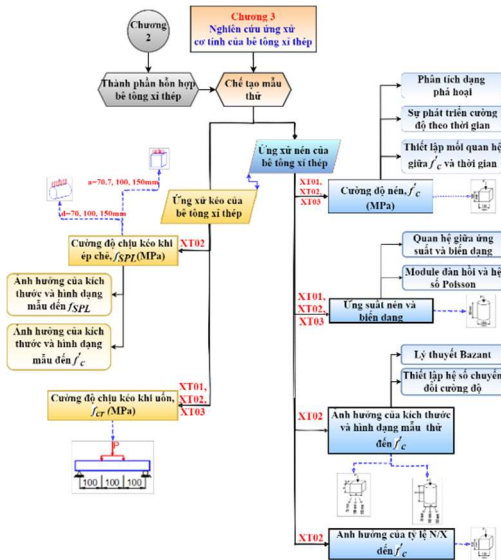 Chương
2
Chương 3
Nghiên cứu ứng xử
cơ tính của bê tông xỉ thép
Thành phần hỗn hợp
bê tông xỉ thép
Chế tạo mẫu
thử
Ứng xử nén của
bê tông xỉ thép
Ứng xử kéo của
bê tông xỉ thép
a=70.7, 100, 150mm
d=70, 100, 150mm
Cường độ chịu kéo khi
ép chẻ, fSPL (MPa)
XT02
Ảnh hưởng của kích
thước và hình dạng
mẫu đến fSPL
Ảnh hưởng của kích
thước và hình dạng
mẫu đến f'C
Cường độ chịu kéo khi uốn,
fCT (MPa)
XT01,
XT02,
XT03
P
100 100 100
Phân tích dạng
phá hoại
Sự phát triển cường
độ theo thời gian
Thiết lập mối quan hệ
giữa f'C và thời gian
XT01,
XT02,
XT03
Cường độ nén, f'C
(MPa)
Quan hệ giữa ứng
suất và biến dạng
Module đàn hồi và hệ
số Poisson
XT01,
XT02,
XT03
Ứng suất nén và
biến dạng
Lý thuyết Bazant
Thiết lập hệ số chuyển
đổi cường độ
XT02
Ảnh hưởng của kích thước
và hình dạng mẫu thử
đến f'C
XT02
Ảnh hưởng của tỷ lệ N/X
đến f'C